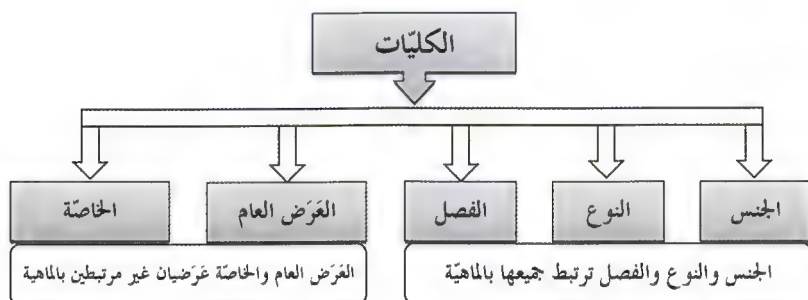 الكليّات
الجنس
النوع
الفصل
العَرَض العام
الخاصّة
الجنس والنوع والفصل ترتبط جميعها بالماهيّة
العَرَض العام والخاصّة عَرَضيان غير مرتبطين بالماهية